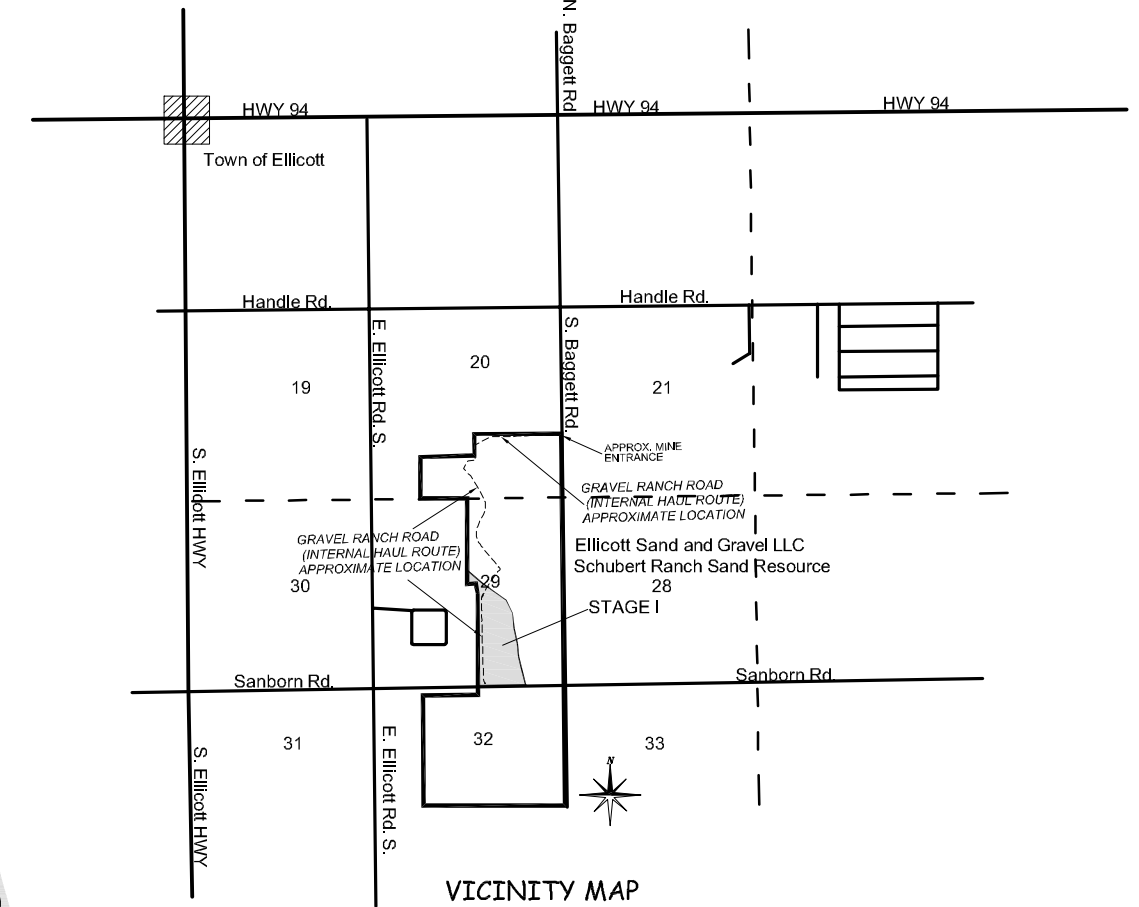 N. Baggett Rd
HWY 94
HWY 94
HWY 94
Town of Ellicott
Handle Rd.
Handle Rd.
E. Ellicott Rd. S.
S. Baggett Rd.
20
19
21
APPROX. MINE
ENTRANCE
S. Ellicott HWY
GRAVEL RANCH ROAD
(INTERNAL HAUL ROUTE)
APPROXIMATE LOCATION
GRAVEL RANCH ROAD
(INTERNAL HAUL ROUTE)
APPROXIMATE LOCATION
Ellicott Sand and Gravel LLC
Schubert Ranch Sand Resource
30
29
28
STAGE I
Sanborn Rd.
Sanborn Rd.
31
32
33
E. Ellicott Rd. S.
S. Ellicott HWY
N
VICINITY MAP